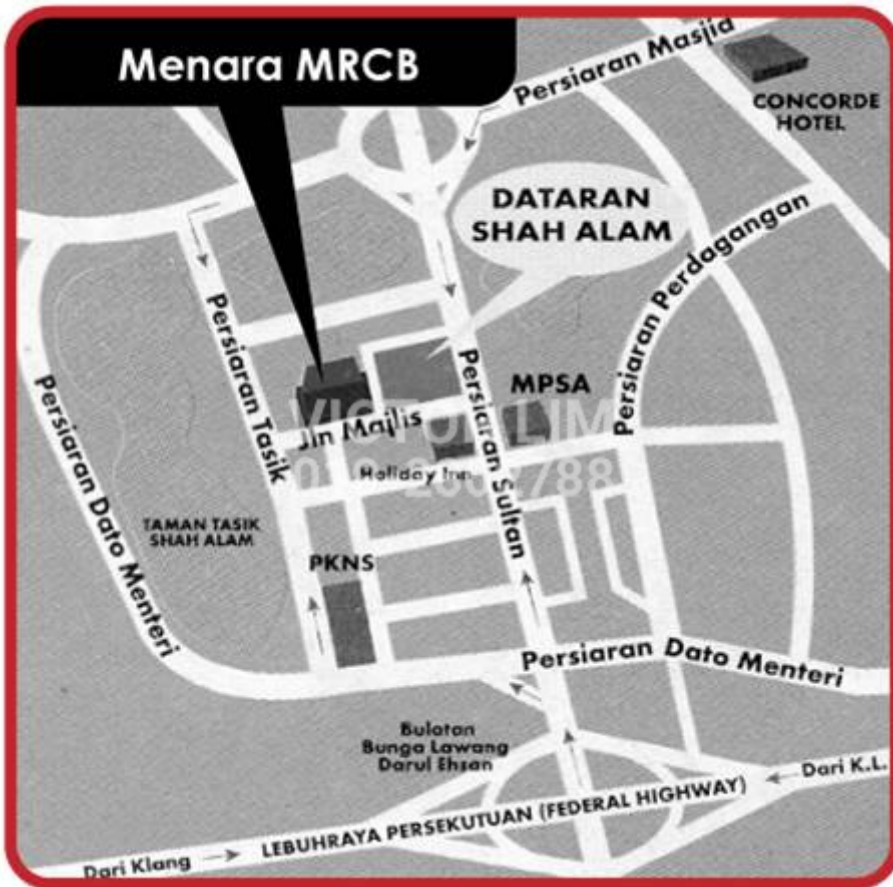 Menara MRCB
Persiaran Masjid
CONCORDE
HOTEL
DATARAN
SHAH ALAM
Persiaran Perdagangan
Persiaran Tasik
Persiaran Sultan
MPSA
Jln Majlis
VICTOR LIM
Holiday Inn
Persiaran Dato Menteri
TAMAN TASIK
SHAH ALAM
PKNS
Persiaran Dato Menteri
Bulatan
Bunga Lawang
Darul Ehsan
Dari K.L.
LEBUHRAYA PERSEKUTUAN (FEDERAL HIGHWAY)
Dari Klang